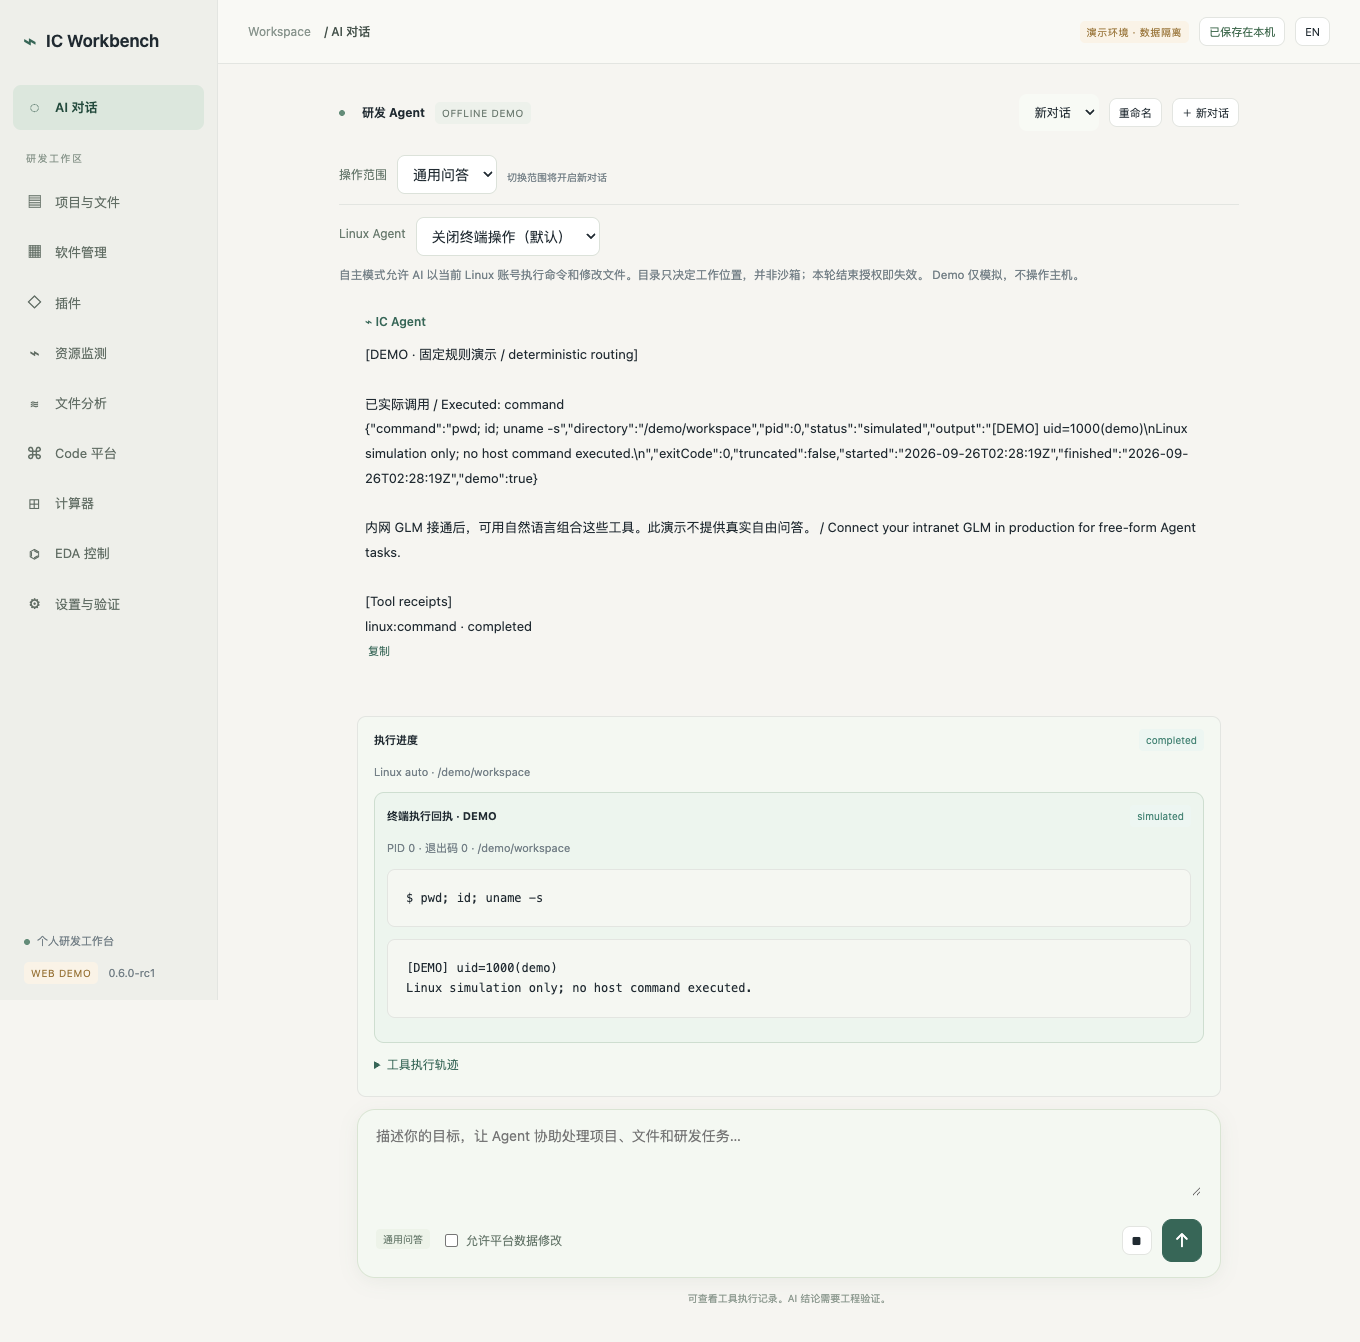 IC Workbench
AI 对话
研发工作区
项目与文件
软件管理
插件
资源监测
文件分析
Code 平台
计算器
EDA 控制
设置与验证
个人研发工作台
WEB DEMO 0.6.0-rc1
Workspace / AI 对话
演示环境 · 数据隔离
已保存在本机
EN
研发 Agent OFFLINE DEMO
新对话
重命名
+ 新对话
操作范围 通用问答 切换范围将开启新对话
Linux Agent 关闭终端操作（默认）
自主模式允许 AI 以当前 Linux 账号执行命令和修改文件。目录只决定工作位置，并非沙箱；本轮结束授权即失效。 Demo 仅模拟，不操作主机。
IC Agent
[DEMO · 固定规则演示 / deterministic routing]
已实际调用 / Executed: command
{"command":"pwd; id; uname -s","directory":"/demo/workspace","pid":0,"status":"simulated","output":"[DEMO] uid=1000(demo)\nLinux
simulation only; no host command executed.\n","exitCode":0,"truncated":false,"started":"2026-09-26T02:28:19Z","finished":"2026-09-
26T02:28:19Z","demo":true}
内网 GLM 接通后，可用自然语言组合这些工具。此演示不提供真实自由问答。 / Connect your intranet GLM in production for free-form Agent
tasks.
[Tool receipts]
linux:command · completed
复制
执行进度 completed
Linux auto · /demo/workspace
终端执行回执 · DEMO simulated
PID 0 · 退出码 0 · /demo/workspace
$ pwd; id; uname -s
[DEMO] uid=1000(demo)
Linux simulation only; no host command executed.
工具执行轨迹
描述你的目标，让 Agent 协助处理项目、文件和研发任务...
通用问答 允许平台数据修改
可查看工具执行记录。AI 结论需要工程验证。